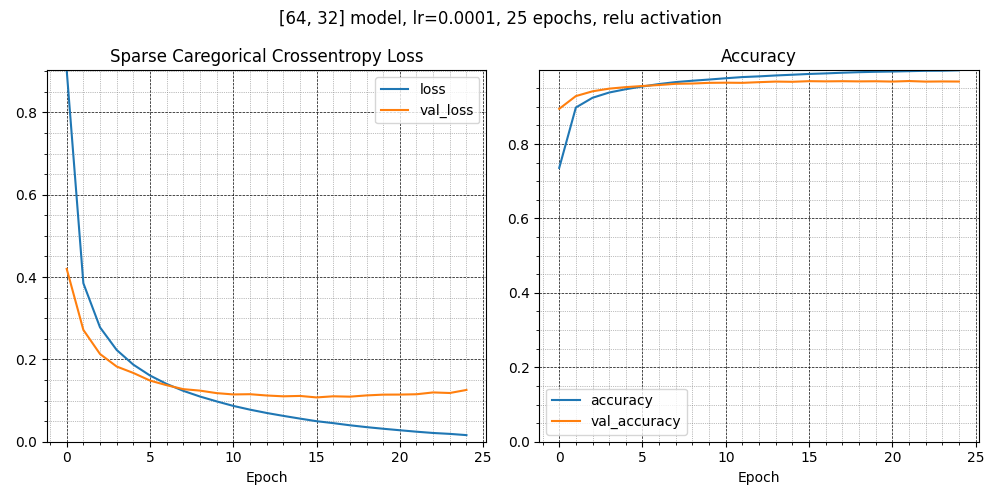 [64, 32] model, lr=0.0001, 25 epochs, relu activation
Sparse Caregorical Crossentropy Loss
loss
val_loss
0.8
0.6
0.4
0.2
0.0
0 5 10 15 20 25
Epoch
Accuracy
0.8
0.6
0.4
0.2
0.0
accuracy
val_accuracy
0 5 10 15 20 25
Epoch